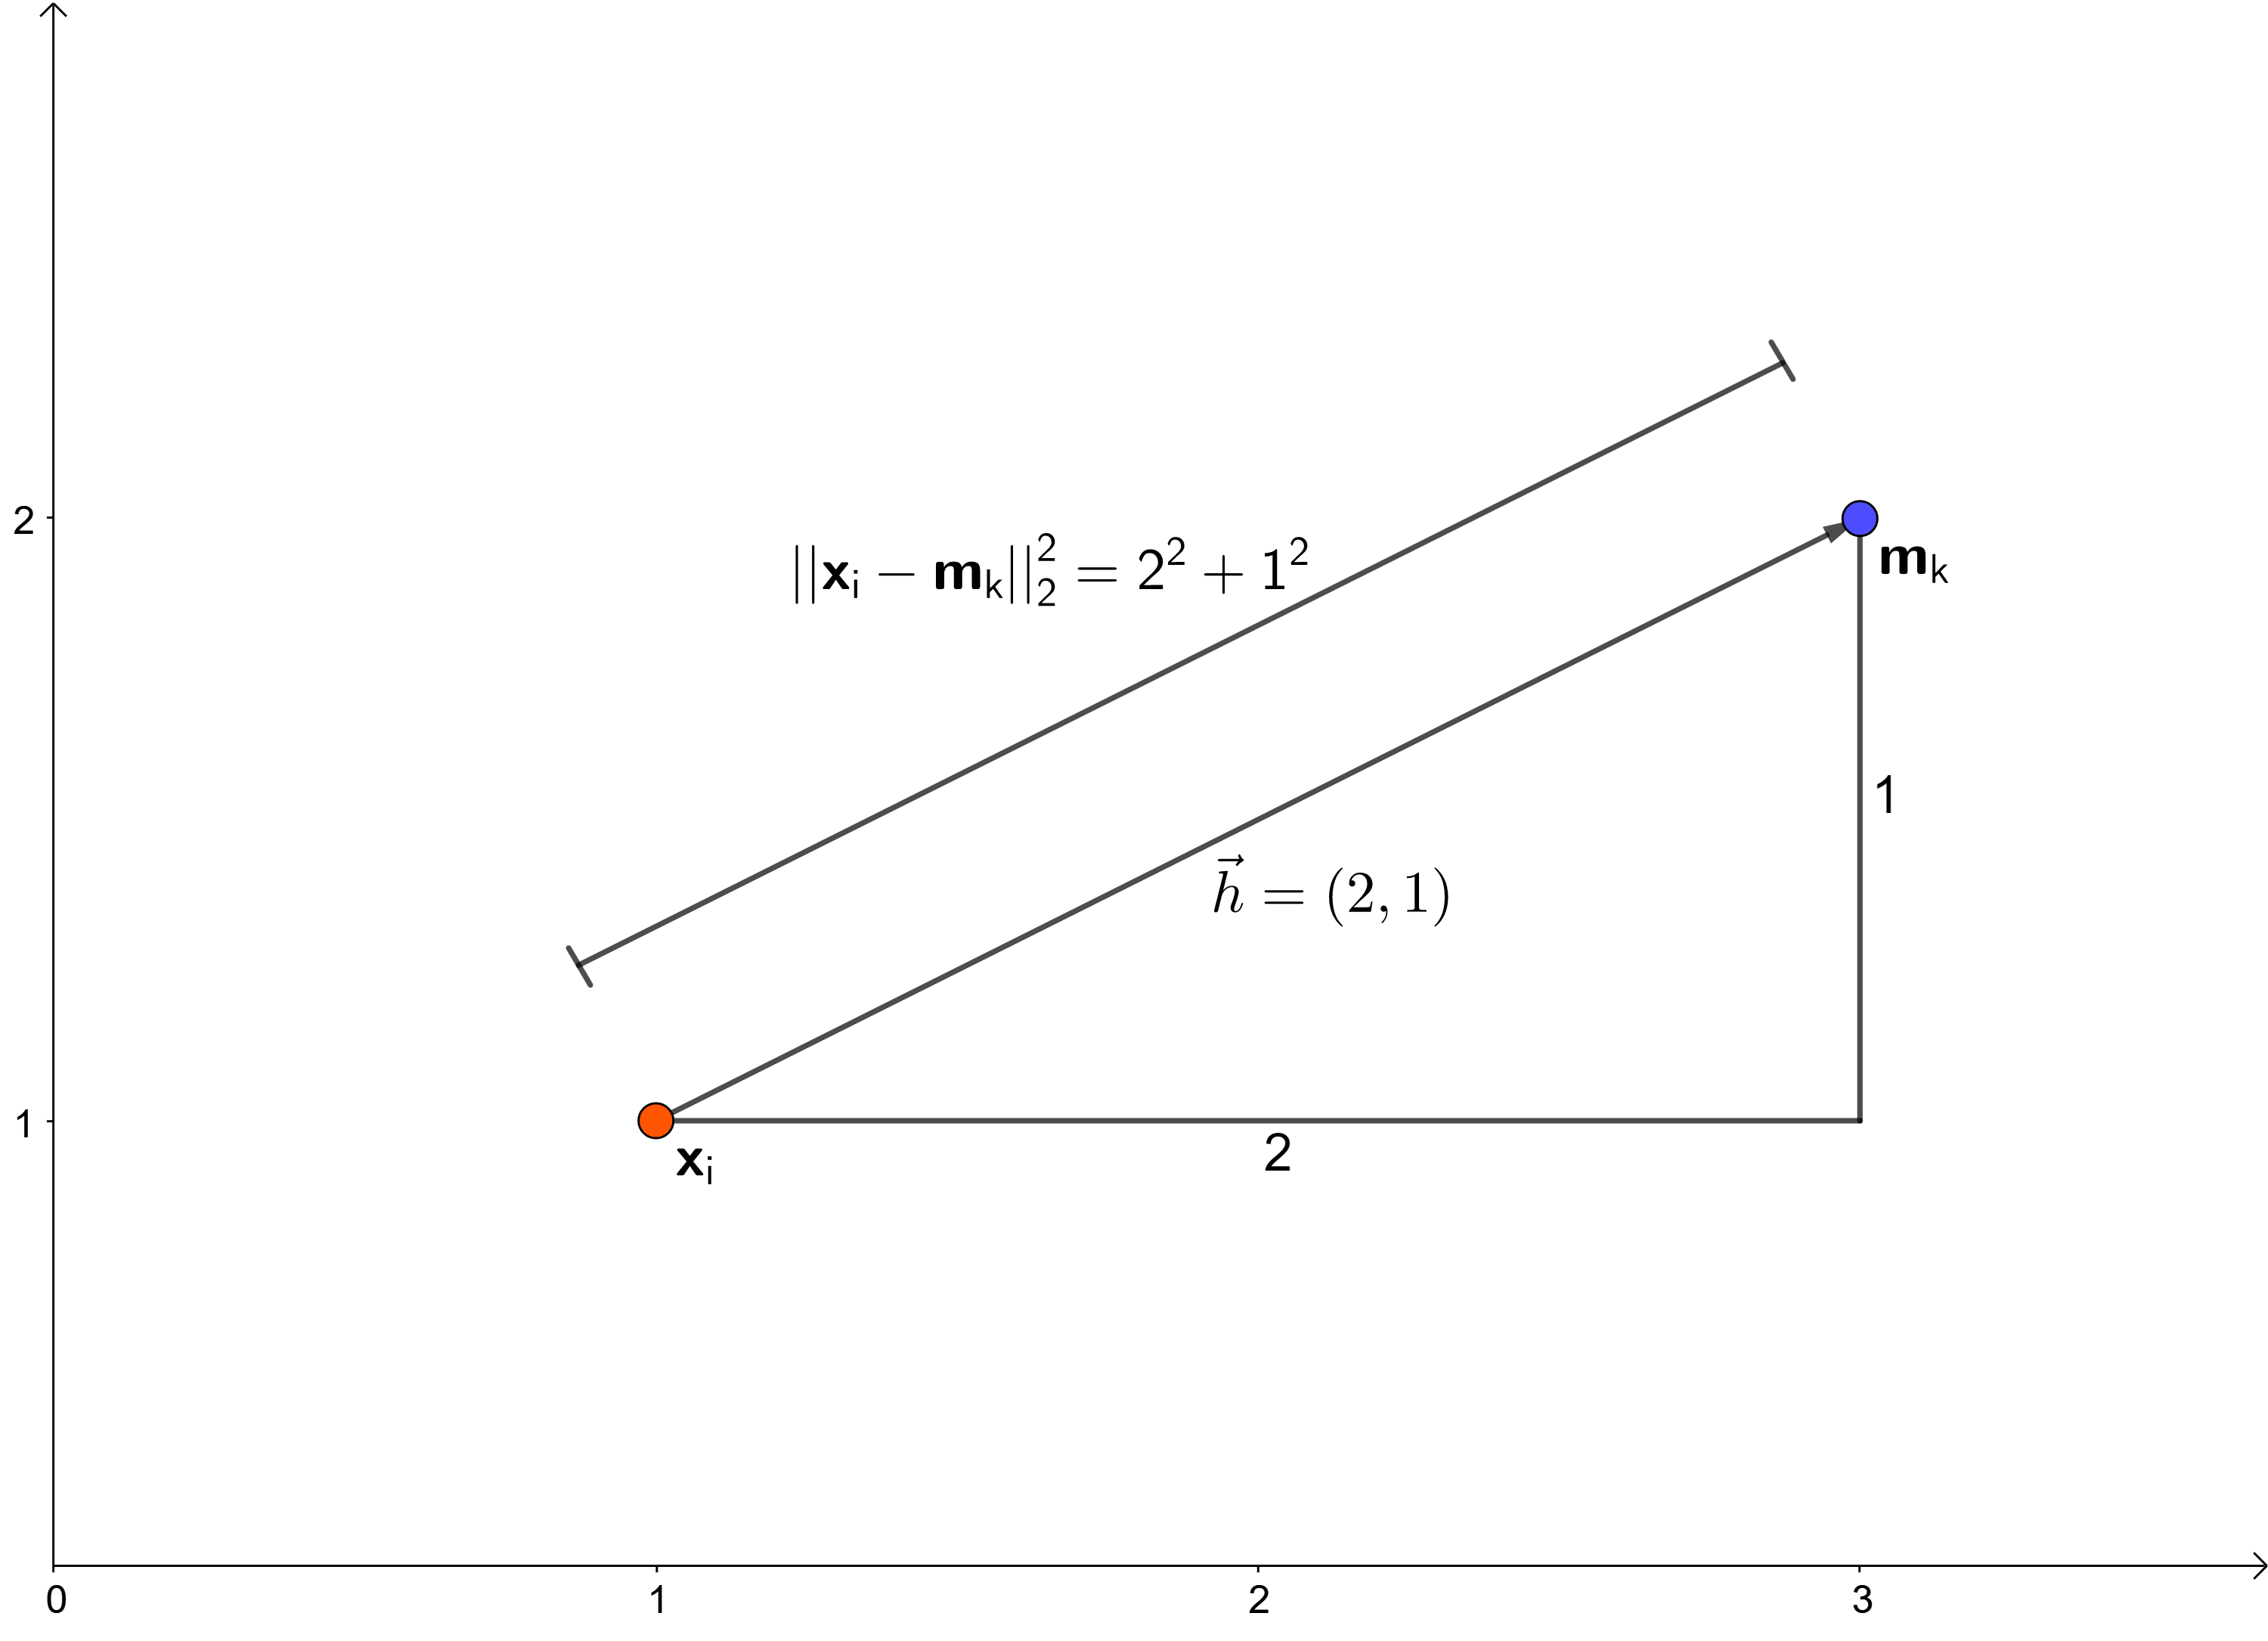 2
||𝐱ᵢ − 𝐦ₖ||₂² = 2² + 1²
𝐦ₖ
1
h⃗ = (2, 1)
1
𝐱ᵢ
2
0 1 2 3